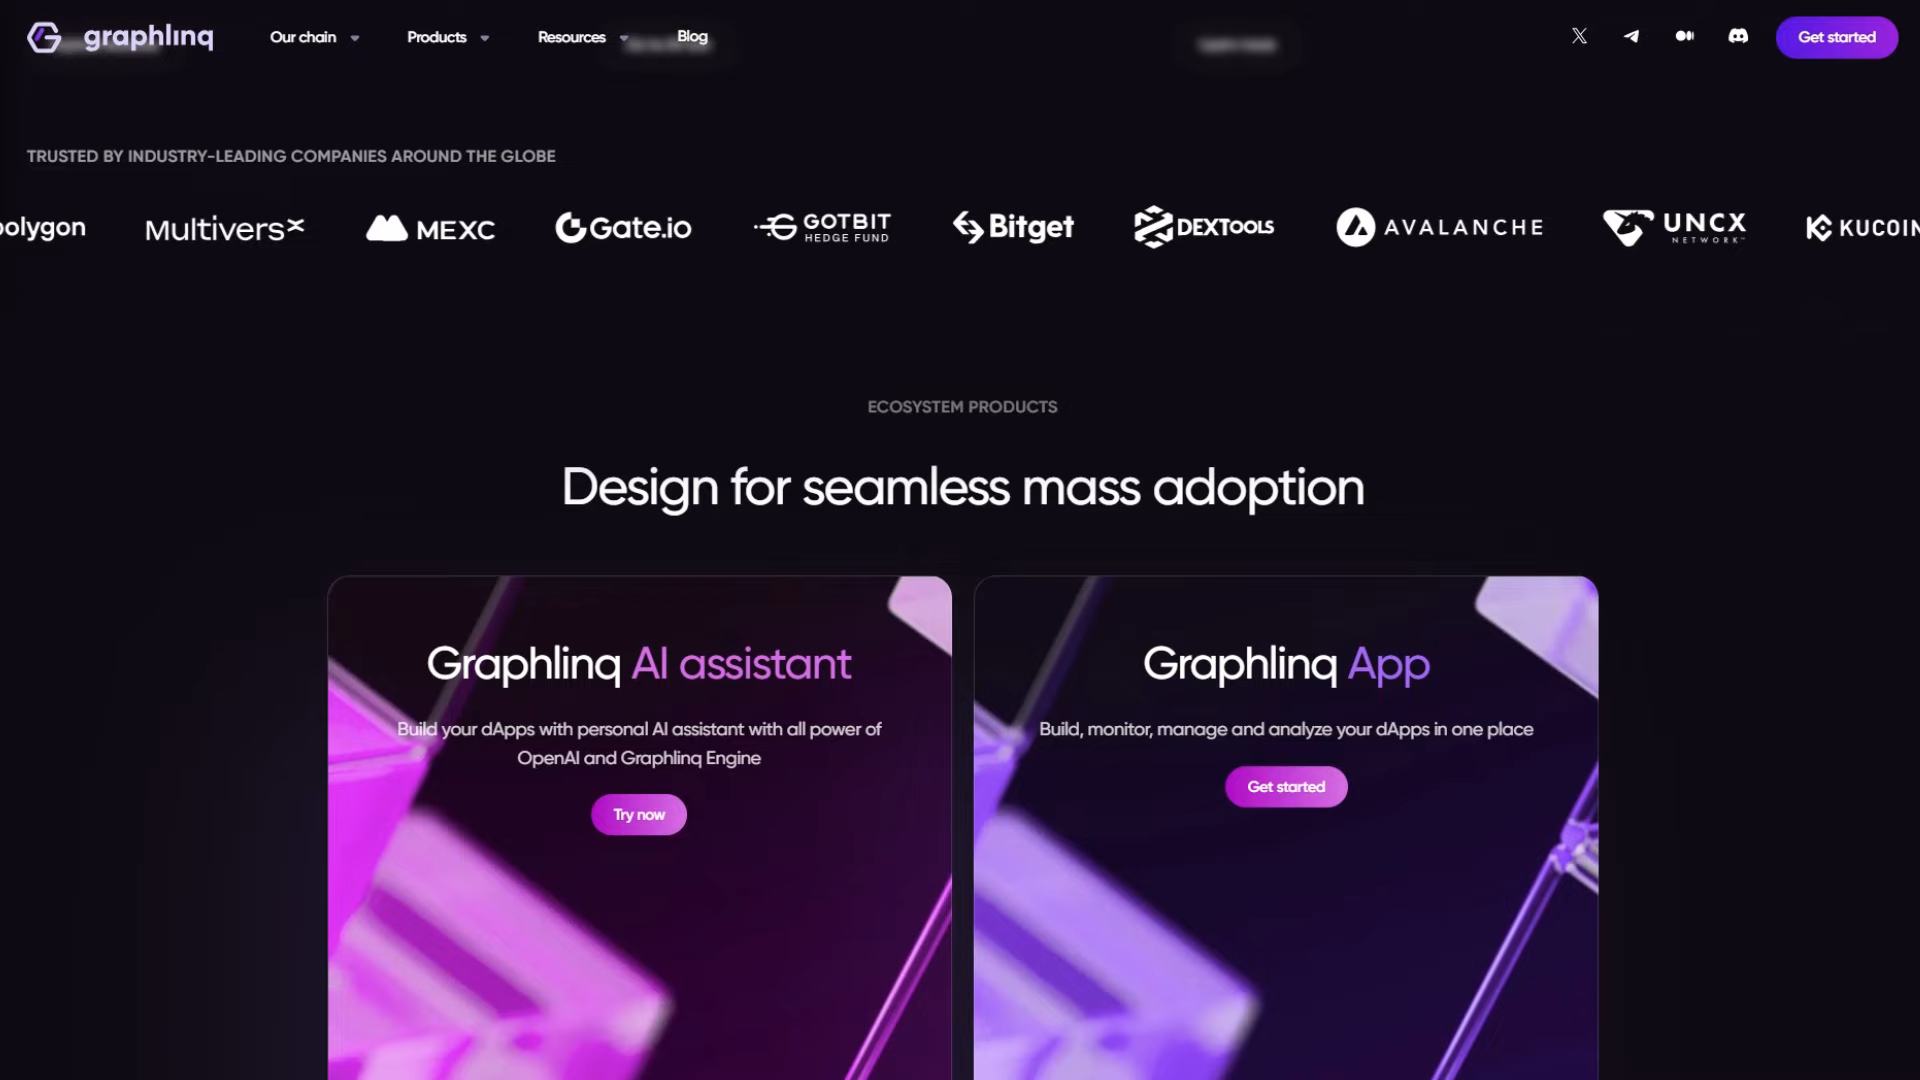 graphlinq
Our chain
Products
Resources
Blog
Get started
TRUSTED BY INDUSTRY-LEADING COMPANIES AROUND THE GLOBE
polygon
Multivers×
MEXC
Gate.io
GOTBIT
HEDGE FUND
Bitget
DEXTOOLS
AVALANCHE
UNCX
NETWORK™
KUCOIN
ECOSYSTEM PRODUCTS
Design for seamless mass adoption
Graphlinq AI assistant
Build your dApps with personal AI assistant with all power of
OpenAI and Graphlinq Engine
Try now
Graphlinq App
Build, monitor, manage and analyze your dApps in one place
Get started